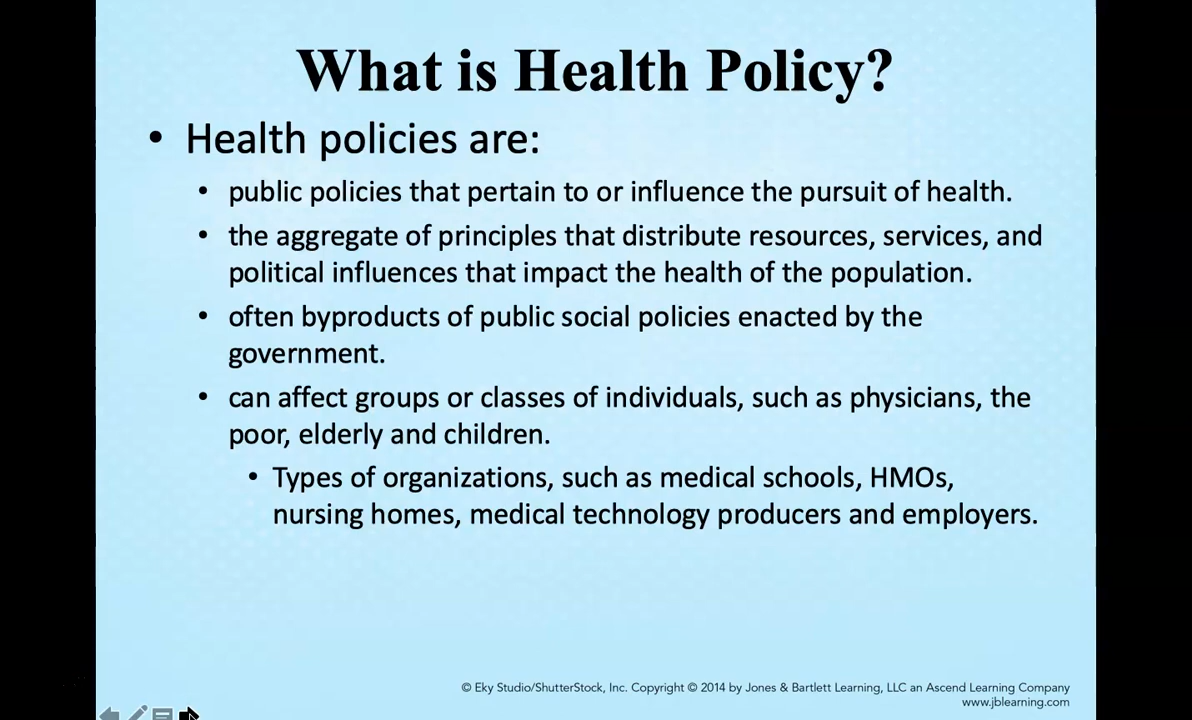 What is Health Policy?
• Health policies are:
• public policies that pertain to or influence the pursuit of health.
• the aggregate of principles that distribute resources, services, and
political influences that impact the health of the population.
• often byproducts of public social policies enacted by the
government.
• can affect groups or classes of individuals, such as physicians, the
poor, elderly and children.
• Types of organizations, such as medical schools, HMOs,
nursing homes, medical technology producers and employers.
© Eky Studio/ShutterStock, Inc. Copyright © 2014 by Jones & Bartlett Learning, LLC an Ascend Learning Company
www.jblearning.com